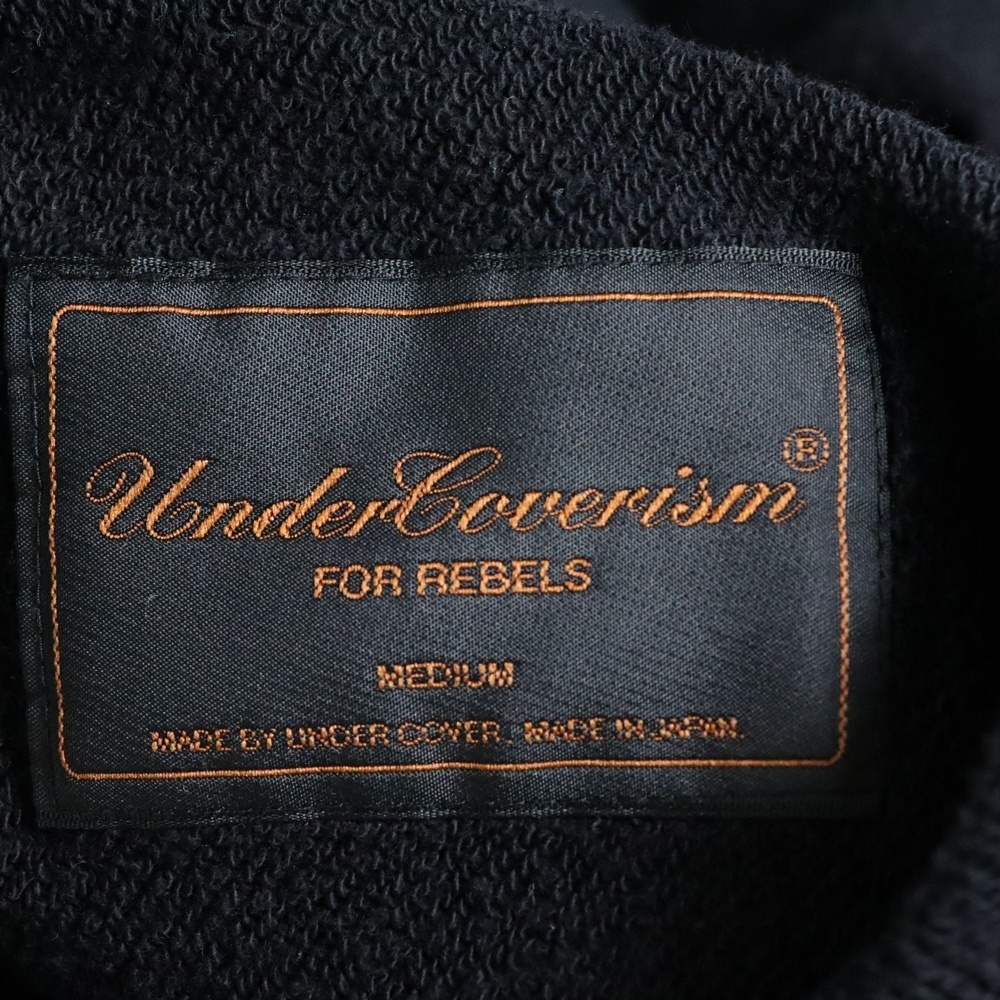 UnderCoverism®
FOR REBELS
MEDIUM
MADE BY UNDER COVER. MADE IN JAPAN.